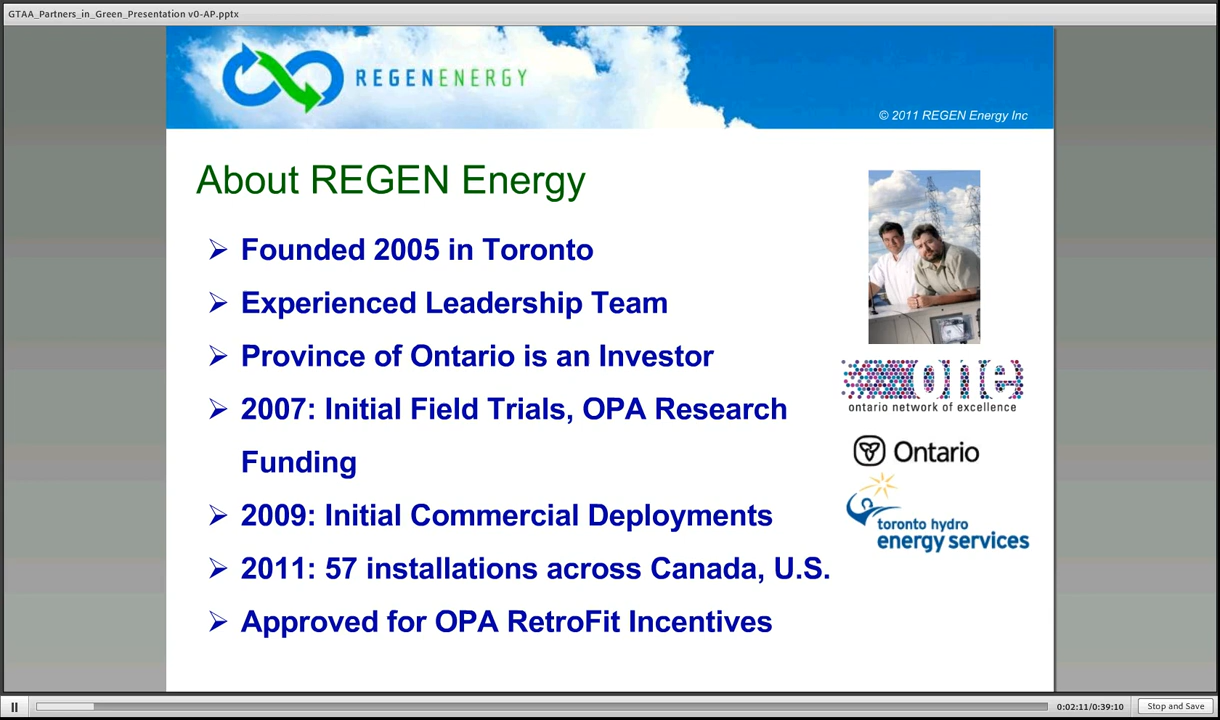 GTAA_Partners_in_Green_Presentation v0-AP.pptx
REGENENERGY
© 2011 REGEN Energy Inc
About REGEN Energy
Founded 2005 in Toronto
Experienced Leadership Team
Province of Ontario is an Investor
2007: Initial Field Trials, OPA Research
Funding
2009: Initial Commercial Deployments
2011: 57 installations across Canada, U.S.
Approved for OPA RetroFit Incentives
one
ontario network of excellence
Ontario
toronto hydro
energy services
0:02:11/0:39:10
Stop and Save